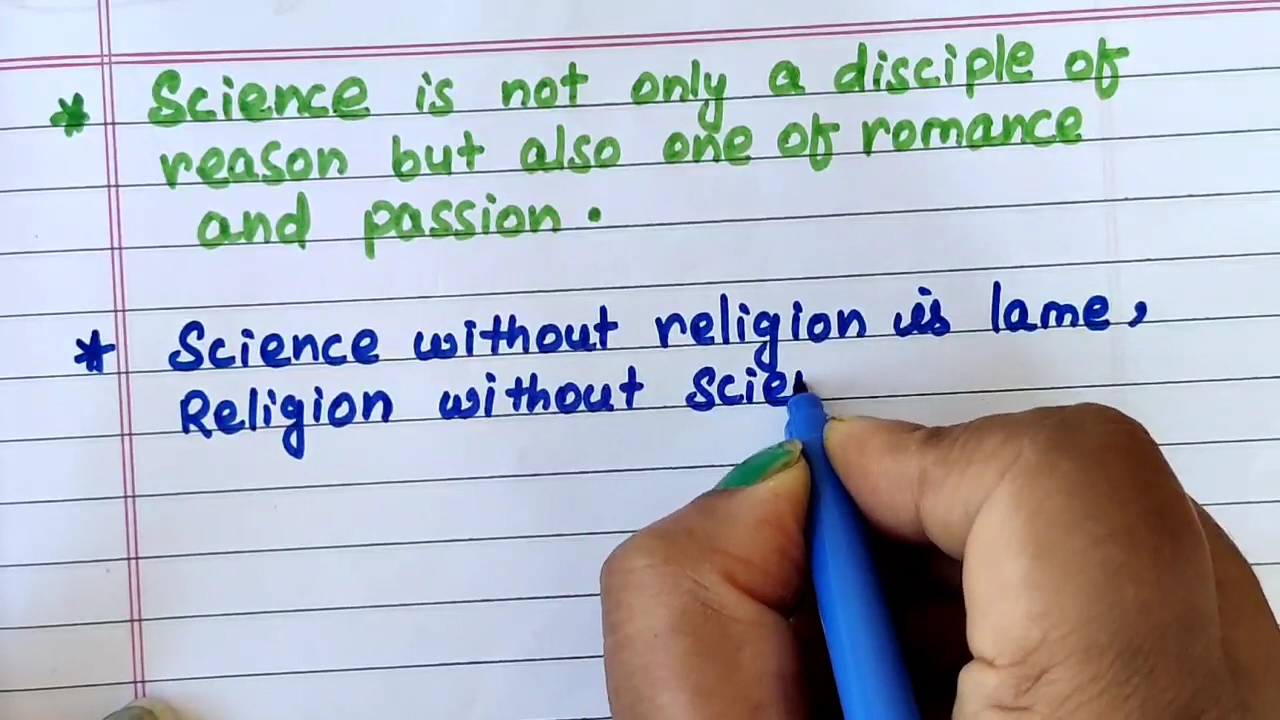 * Science is not only a disciple of
reason but also one of romance
and passion.
* Science without religion is lame,
Religion without Scie